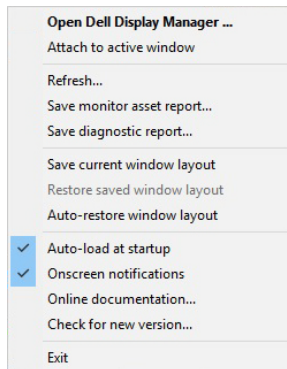 Open Dell Display Manager ...
Attach to active window
Refresh...
Save monitor asset report...
Save diagnostic report...
Save current window layout
Restore saved window layout
Auto-restore window layout
Auto-load at startup
Onscreen notifications
Online documentation...
Check for new version...
Exit